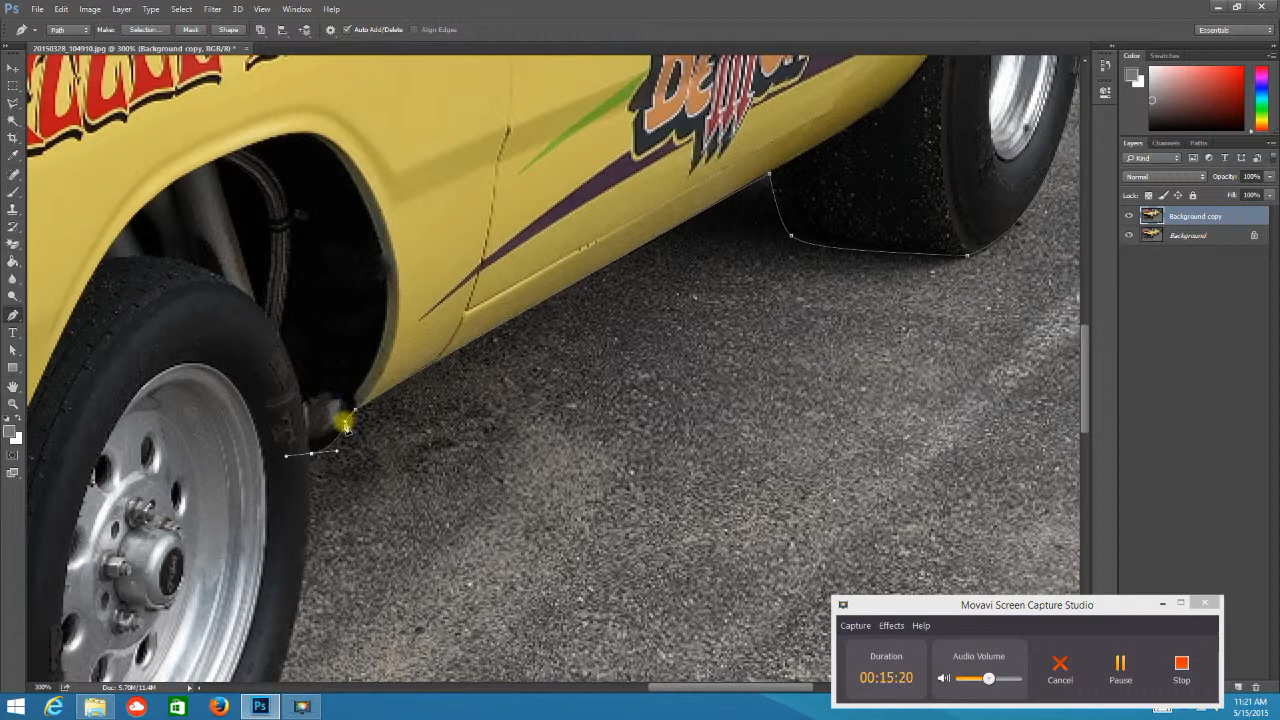 Ps File Edit Image Layer Type Select Filter 3D View Window Help
Path Make: Selection... Mask Shape Auto Add/Delete Align Edges Essentials
20150328_104910.jpg @ 300% (Background copy, RGB/8) * ×
Color Swatches
Layers Channels Paths
Kind
Normal Opacity: 100%
Lock: Fill: 100%
Background copy
Background
DEMON
Movavi Screen Capture Studio
Capture Effects Help
Duration Audio Volume
00:15:20
Cancel Pause Stop
300% Doc: 5.70M/11.4M
11:21 AM
5/15/2015